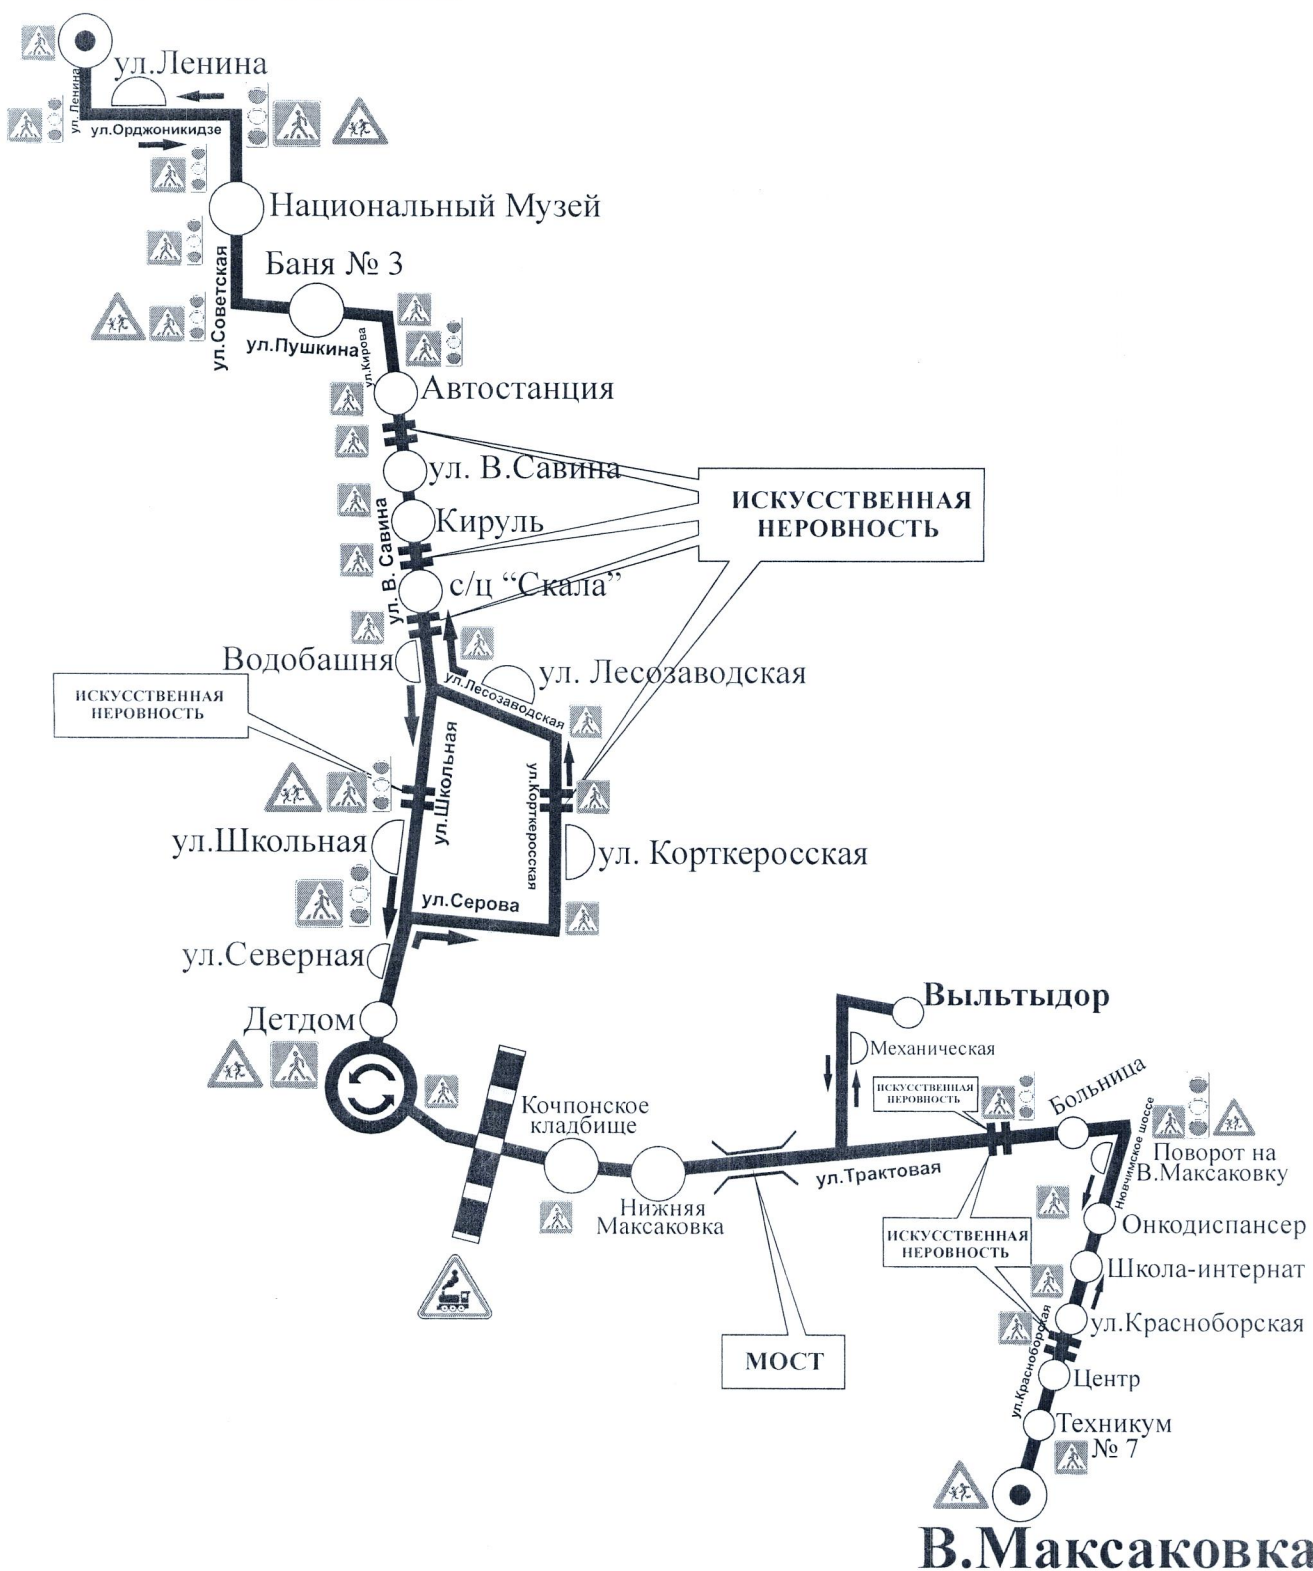 ул.Ленина
ул. Ленина
ул.Орджоникидзе
Национальный Музей
ул.Советская
Баня № 3
ул.Пушкина
ул.Кирова
Автостанция
ул. В.Савина
ИСКУССТВЕННАЯ
НЕРОВНОСТЬ
Кируль
ул. В. Савина
с/ц “Скала”
Водобашня
ул. Лесозаводская
ул.Лесозаводская
ИСКУССТВЕННАЯ
НЕРОВНОСТЬ
ул.Школьная
ул.Корткеросская
ул.Школьная
ул. Корткеросская
ул.Серова
ул.Северная
Детдом
Выльтыдор
Механическая
ИСКУССТВЕННАЯ
НЕРОВНОСТЬ
Больница
Кочпонское
кладбище
Нювчимское шоссе
Поворот на
В.Максаковку
ул.Трактовая
Нижняя
Максаковка
Онкодиспансер
ИСКУССТВЕННАЯ
НЕРОВНОСТЬ
Школа-интернат
ул.Красноборская
ул.Красноборская
МОСТ
Центр
Техникум
№ 7
В.Максаковка